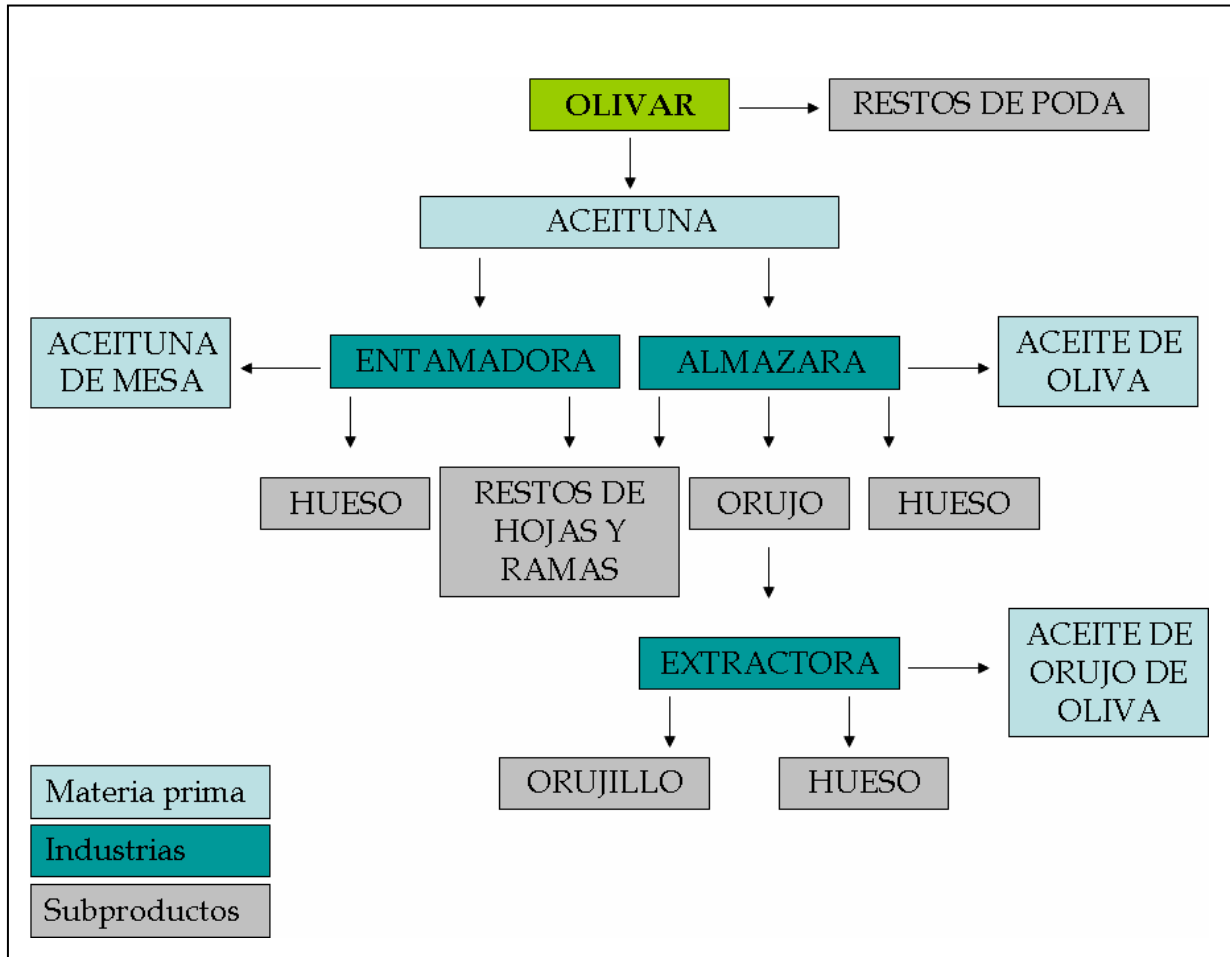 OLIVAR
RESTOS DE PODA
ACEITUNA
ACEITUNA
DE MESA
ENTAMADORA
ALMAZARA
ACEITE DE
OLIVA
HUESO
RESTOS DE
HOJAS Y
RAMAS
ORUJO
HUESO
EXTRACTORA
ACEITE DE
ORUJO DE
OLIVA
ORUJILLO
HUESO
Materia prima
Industrias
Subproductos